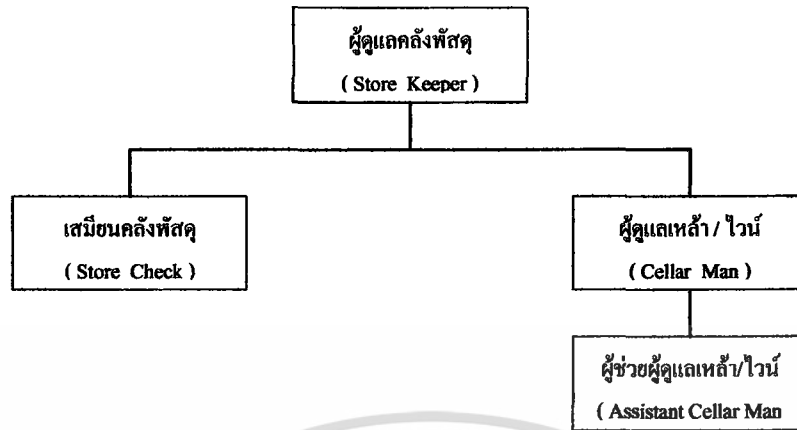 ผู้ดูแลคลังพัสดุ
( Store Keeper )
เสมียนคลังพัสดุ
( Store Check )
ผู้ดูแลเหล้า / ไวน์
( Cellar Man )
ผู้ช่วยผู้ดูแลเหล้า/ไวน์
( Assistant Cellar Man